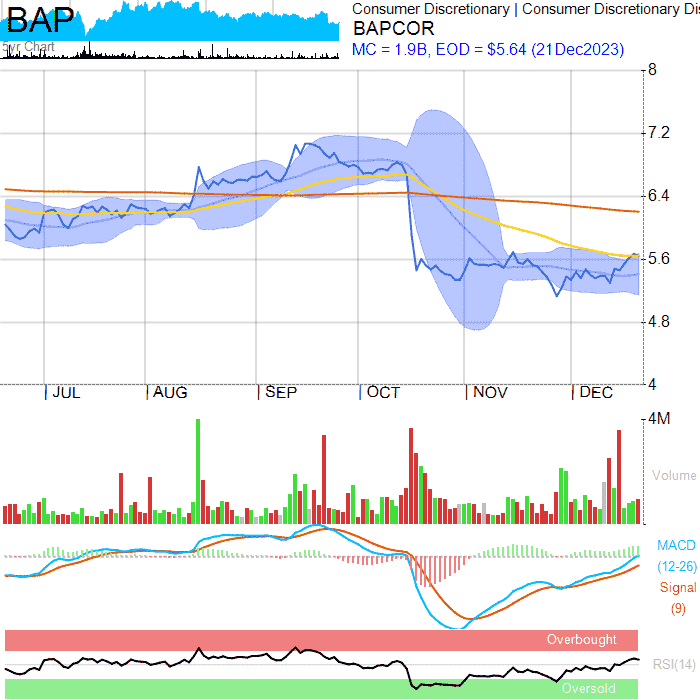 BAP
5yr Chart
Consumer Discretionary | Consumer Discretionary Dis
BAPCOR
MC = 1.9B, EOD = $5.64 (21Dec2023)
8
7.2
6.4
5.6
4.8
4
JUL AUG SEP OCT NOV DEC
4M
Volume
MACD
(12-26)
Signal
(9)
Overbought
RSI(14)
Oversold